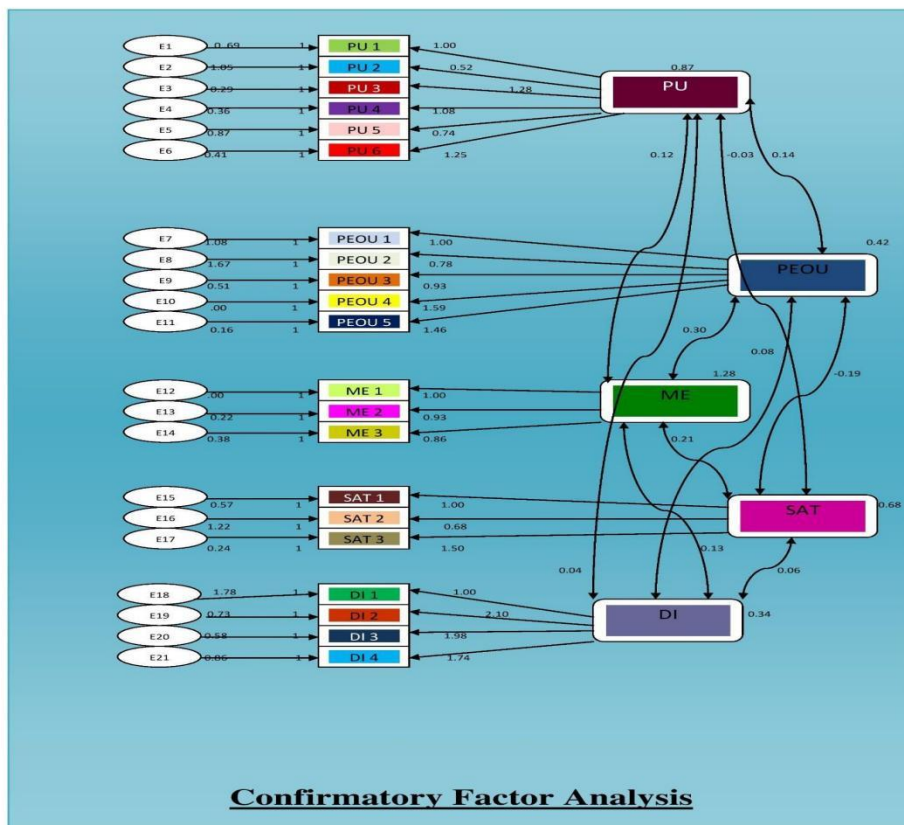 E1 0.69 1 PU 1 1.00
E2 1.05 1 PU 2 0.52
E3 0.29 1 PU 3 1.28
E4 0.36 1 PU 4 1.08
E5 0.87 1 PU 5 0.74
E6 0.41 1 PU 6 1.25
0.87
PU
0.12 -0.03 0.14
E7 1.08 1 PEOU 1 1.00
E8 1.67 1 PEOU 2 0.78
E9 0.51 1 PEOU 3 0.93
E10 .00 1 PEOU 4 1.59
E11 0.16 1 PEOU 5 1.46
0.42
PEOU
0.30 0.08
-0.19
E12 .00 1 ME 1 1.00
E13 0.22 1 ME 2 0.93
E14 0.38 1 ME 3 0.86
1.28
ME
0.21
E15 0.57 1 SAT 1 1.00
E16 1.22 1 SAT 2 0.68
E17 0.24 1 SAT 3 1.50
SAT 0.68
0.04 0.13 0.06
E18 1.78 1 DI 1 1.00
E19 0.73 1 DI 2 2.10
E20 0.58 1 DI 3 1.98
E21 1 DI 4 1.74
DI 0.34
Confirmatory Factor Analysis